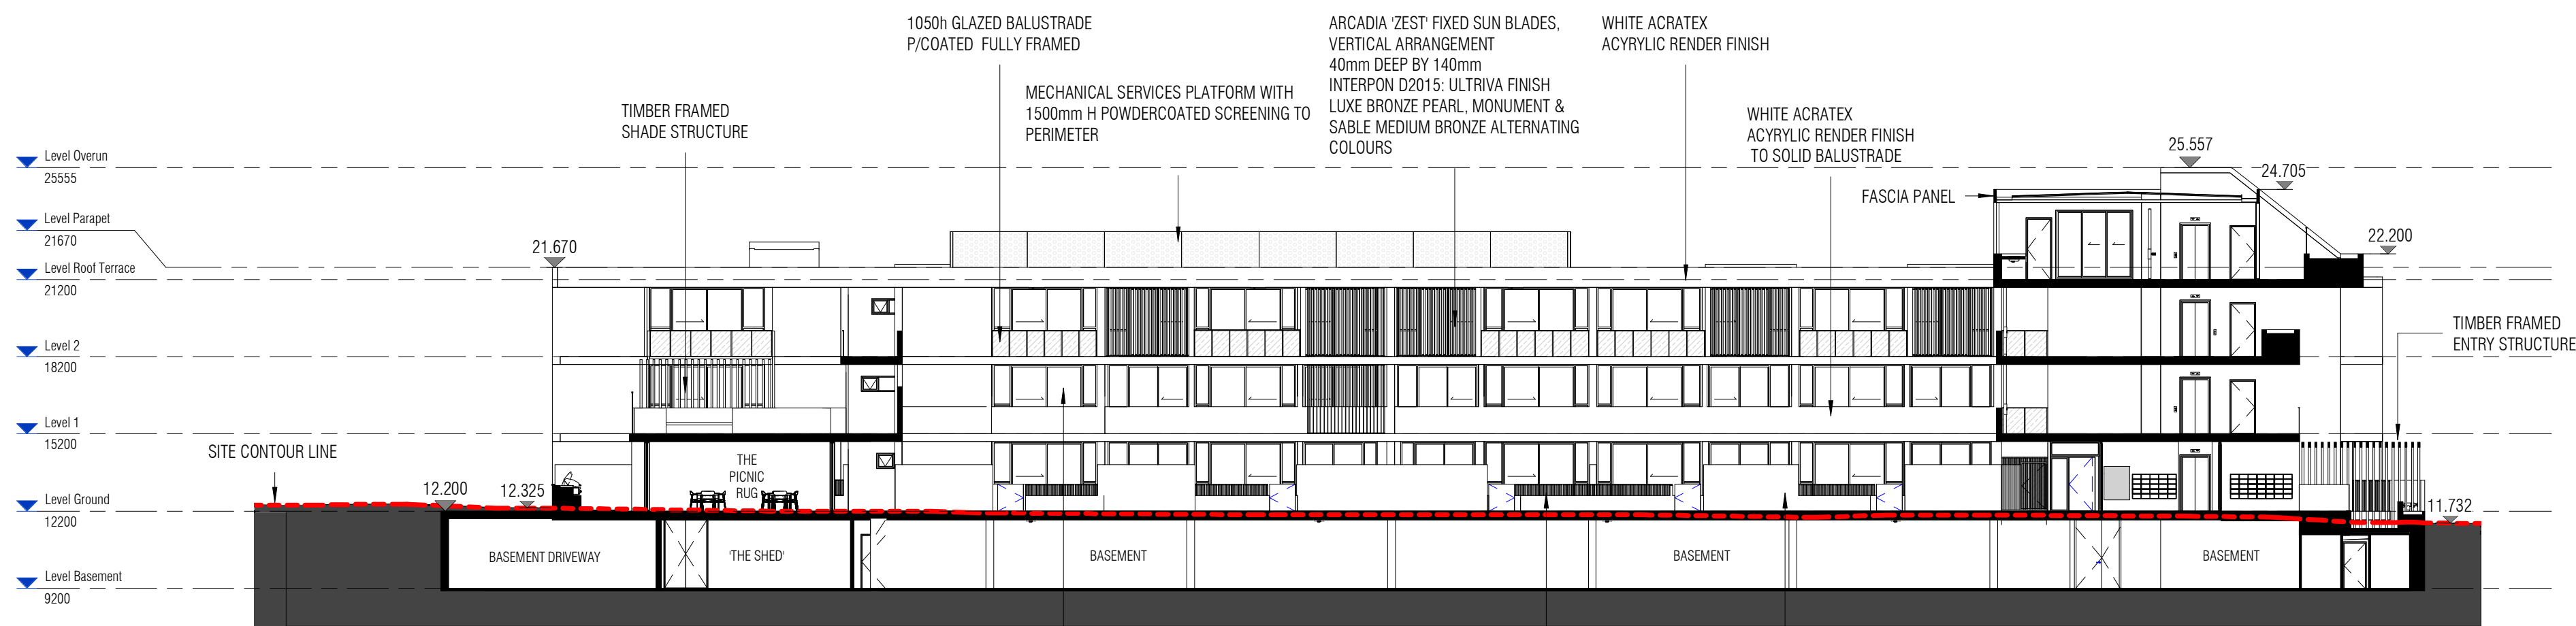 1050h GLAZED BALUSTRADE
P/COATED  FULLY FRAMED
ARCADIA 'ZEST' FIXED SUN BLADES,
VERTICAL ARRANGEMENT
40mm DEEP BY 140mm
INTERPON D2015: ULTRIVA FINISH
LUXE BRONZE PEARL, MONUMENT &
SABLE MEDIUM BRONZE ALTERNATING
COLOURS
WHITE ACRATEX
ACYRYLIC RENDER FINISH
MECHANICAL SERVICES PLATFORM WITH
1500mm H POWDERCOATED SCREENING TO
PERIMETER
TIMBER FRAMED
SHADE STRUCTURE
WHITE ACRATEX
ACYRYLIC RENDER FINISH
TO SOLID BALUSTRADE
25.557
Level Overun
25555
24.705
FASCIA PANEL
Level Parapet
21670
21.670
22.200
Level Roof Terrace
21200
TIMBER FRAMED
ENTRY STRUCTURE
Level 2
18200
Level 1
15200
SITE CONTOUR LINE
THE
PICNIC
RUG
12.200
12.325
Level Ground
12200
11.732
BASEMENT DRIVEWAY
'THE SHED'
BASEMENT
BASEMENT
BASEMENT
Level Basement
9200